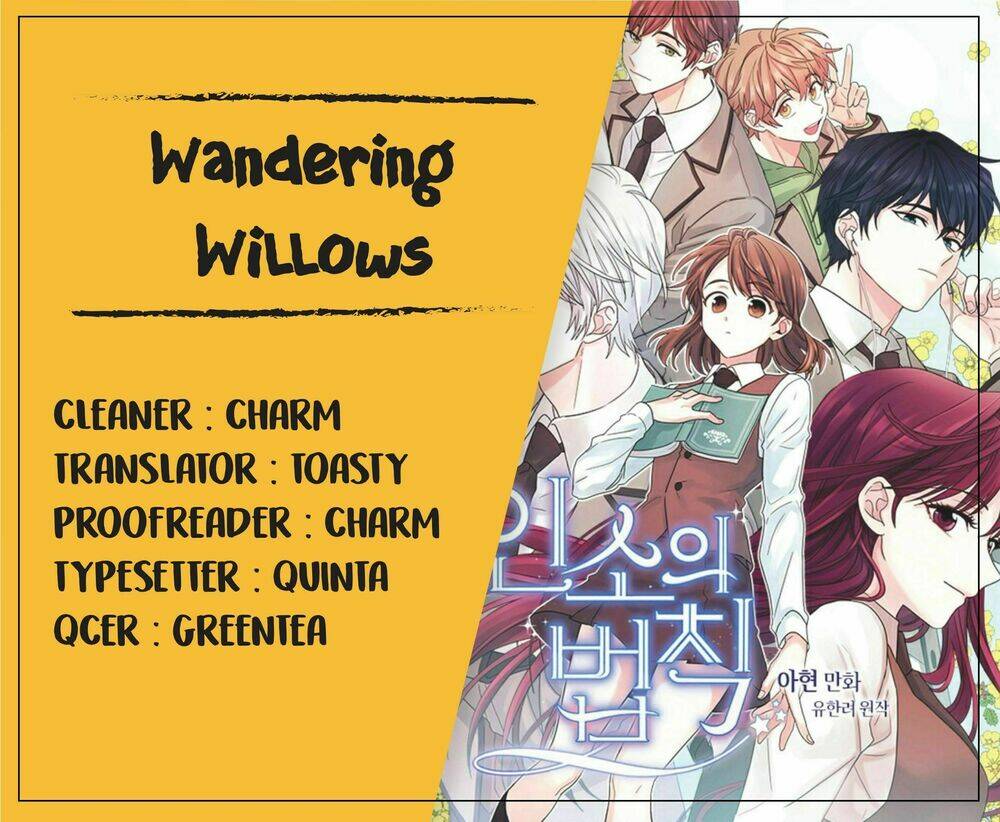 Wandering
Willows
CLEANER : CHARM
TRANSLATOR : TOASTY
PROOFREADER : CHARM
TYPESETTER : QUINTA
QCER : GREENTEA
인소의
법칙
아현 만화
유한려 원작